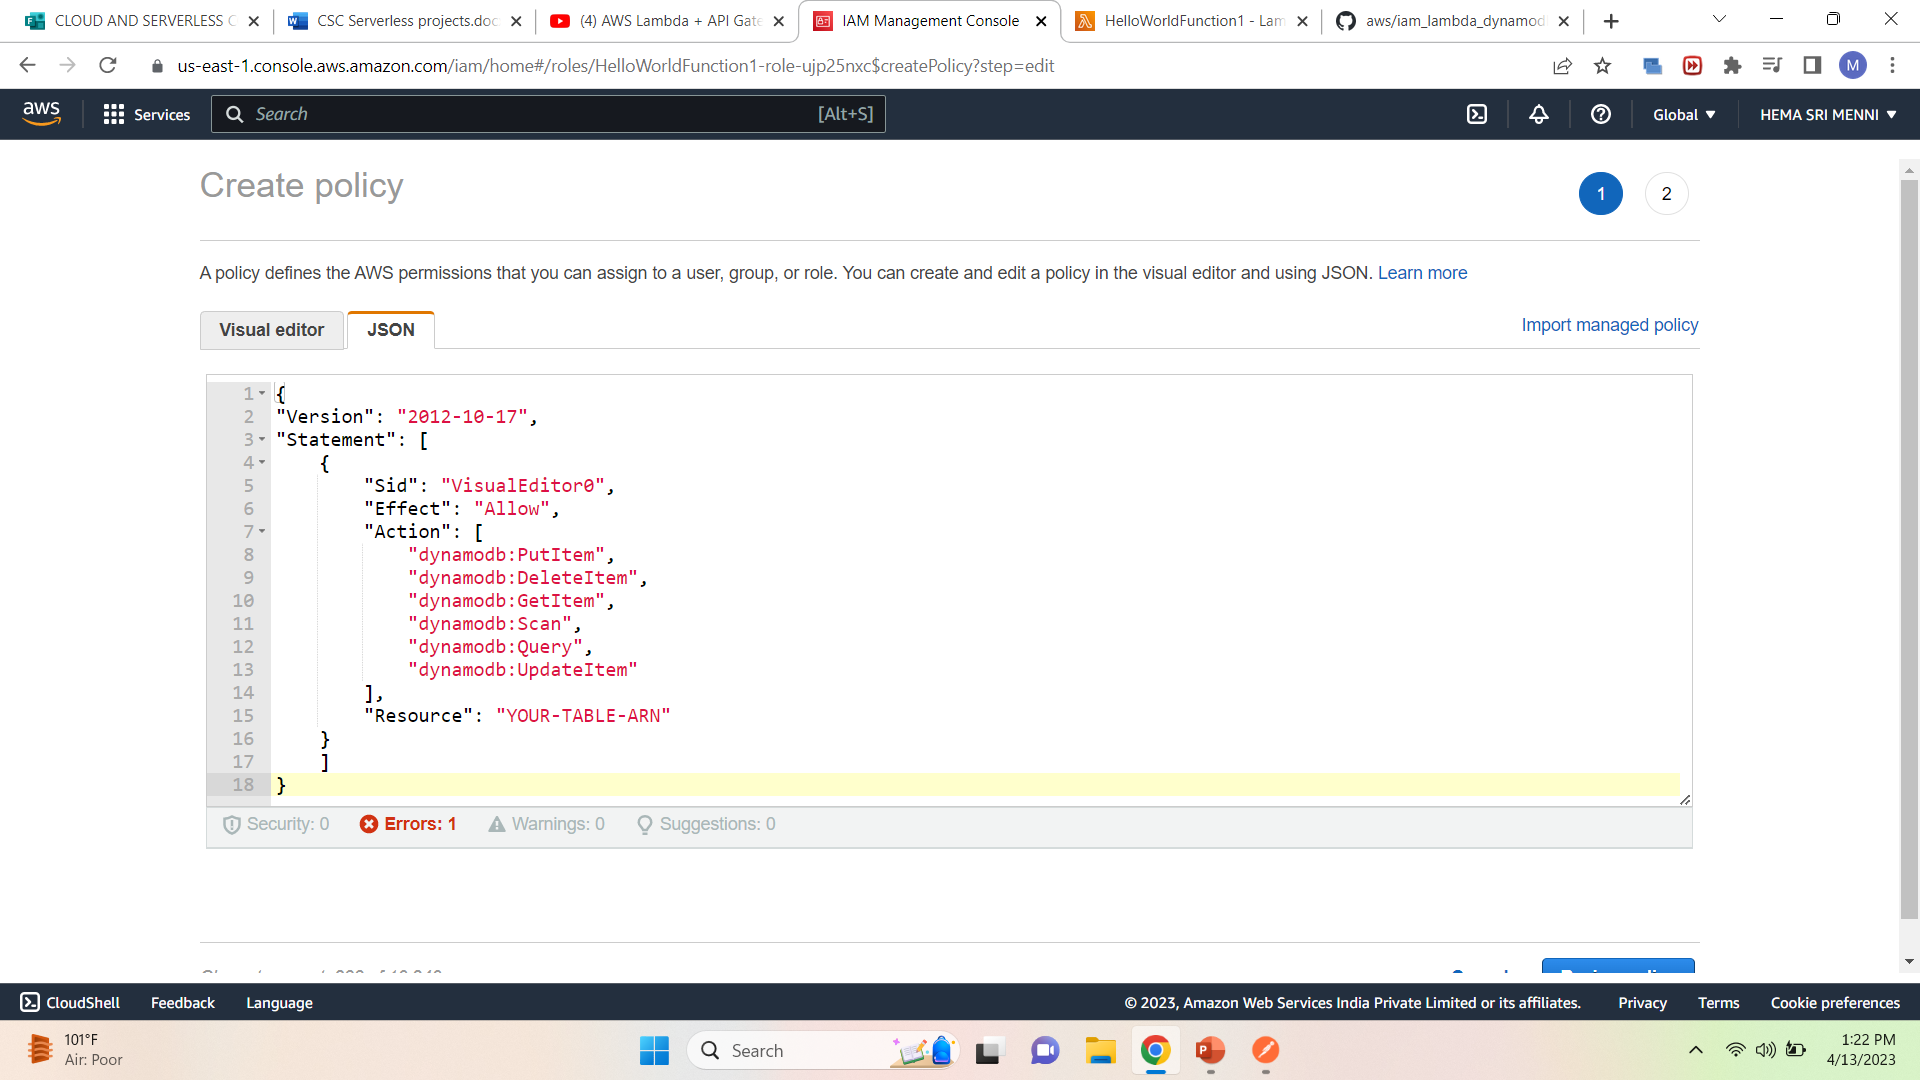 CLOUD AND SERVERLESS C
CSC Serverless projects.doc
(4) AWS Lambda + API Gate
IAM Management Console
HelloWorldFunction1 - Lam
aws/iam_lambda_dynamodb
us-east-1.console.aws.amazon.com/iam/home#/roles/HelloWorldFunction1-role-ujp25nxc$createPolicy?step=edit
M
aws
Services
Search
[Alt+S]
Global
HEMA SRI MENNI
Create policy
1
2
A policy defines the AWS permissions that you can assign to a user, group, or role. You can create and edit a policy in the visual editor and using JSON. Learn more
Visual editor
JSON
Import managed policy
1 {
2 "Version": "2012-10-17",
3 "Statement": [
4 {
5 "Sid": "VisualEditor0",
6 "Effect": "Allow",
7 "Action": [
8 "dynamodb:PutItem",
9 "dynamodb:DeleteItem",
10 "dynamodb:GetItem",
11 "dynamodb:Scan",
12 "dynamodb:Query",
13 "dynamodb:UpdateItem"
14 ],
15 "Resource": "YOUR-TABLE-ARN"
16 }
17 ]
18 }
Security: 0
Errors: 1
Warnings: 0
Suggestions: 0
CloudShell
Feedback
Language
© 2023, Amazon Web Services India Private Limited or its affiliates.
Privacy
Terms
Cookie preferences
101°F
Air: Poor
Search
1:22 PM
4/13/2023